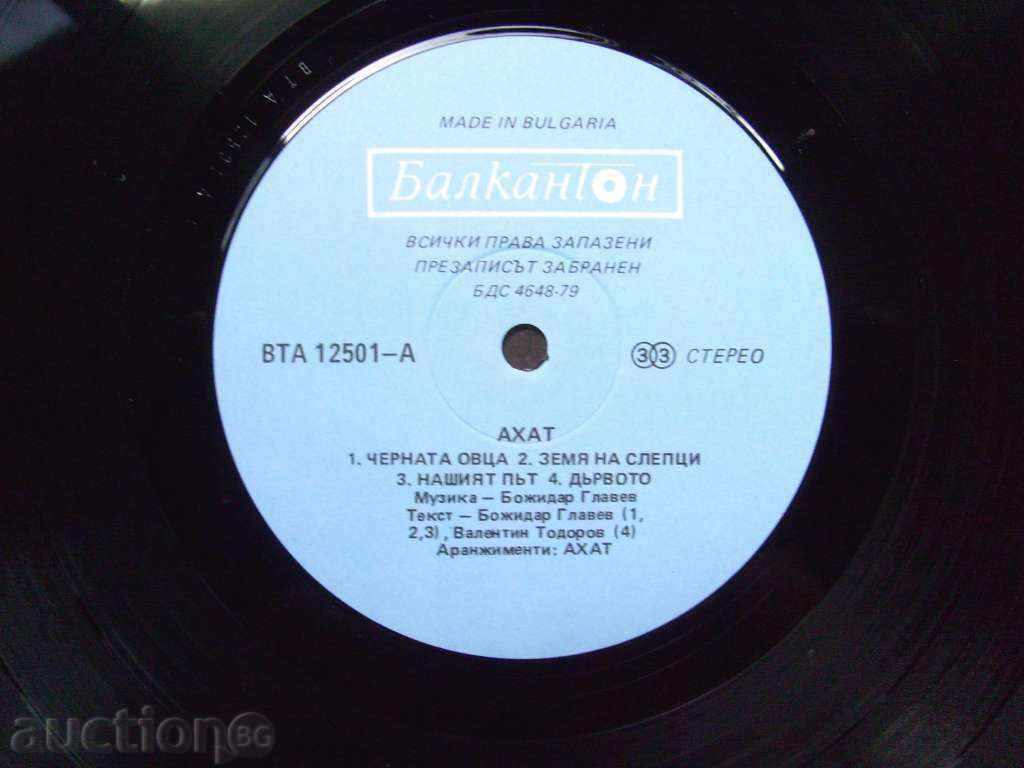 MADE IN BULGARIA
Балкантон
ВСИЧКИ ПРАВА ЗАПАЗЕНИ
ПРЕЗАПИСЪТ ЗАБРАНЕН
БДС 4648-79
ВТА 12501–А
33 СТЕРЕО
АХАТ
1. ЧЕРНАТА ОВЦА 2. ЗЕМЯ НА СЛЕПЦИ
3. НАШИЯТ ПЪТ 4. ДЪРВОТО
Музика – Божидар Главев
Текст – Божидар Главев (1,
2,3), Валентин Тодоров (4)
Аранжименти: АХАТ
auction BG